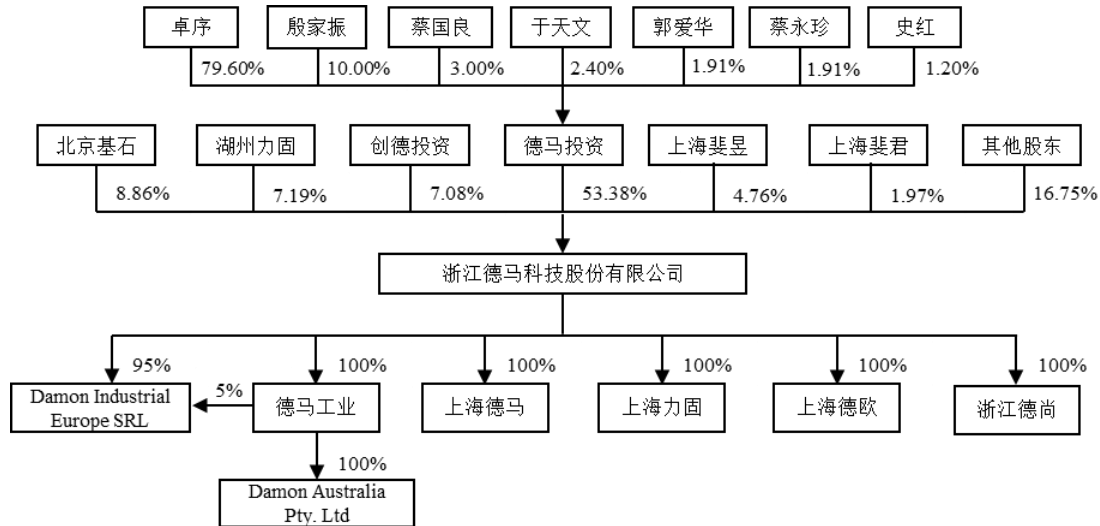 卓序
殷家振
蔡国良
于天文
郭爱华
蔡永珍
史红
79.60%
10.00%
3.00%
2.40%
1.91%
1.91%
1.20%
北京基石
湖州力固
创德投资
德马投资
上海斐昱
上海斐君
其他股东
8.86%
7.19%
7.08%
53.38%
4.76%
1.97%
16.75%
浙江德马科技股份有限公司
95%
100%
100%
100%
100%
100%
Damon Industrial
Europe SRL
5%
德马工业
上海德马
上海力固
上海德欧
浙江德尚
100%
Damon Australia
Pty. Ltd